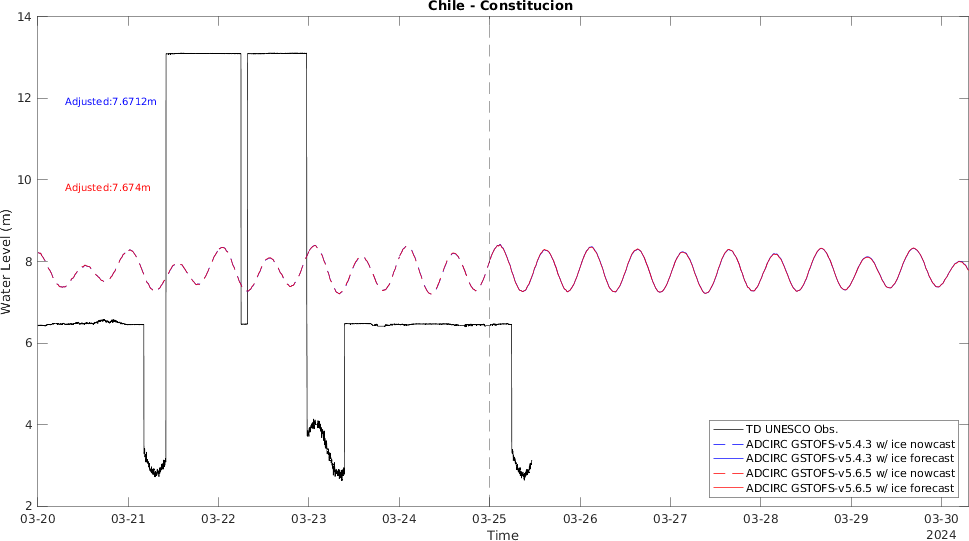 Chile - Constitucion
14
12
10
8
6
4
2
Water Level (m)
Adjusted:7.6712m
Adjusted:7.674m
TD UNESCO Obs.
ADCIRC GSTOFS-v5.4.3 w/ ice nowcast
ADCIRC GSTOFS-v5.4.3 w/ ice forecast
ADCIRC GSTOFS-v5.6.5 w/ ice nowcast
ADCIRC GSTOFS-v5.6.5 w/ ice forecast
03-20 03-21 03-22 03-23 03-24 03-25 03-26 03-27 03-28 03-29 03-30
2024
Time